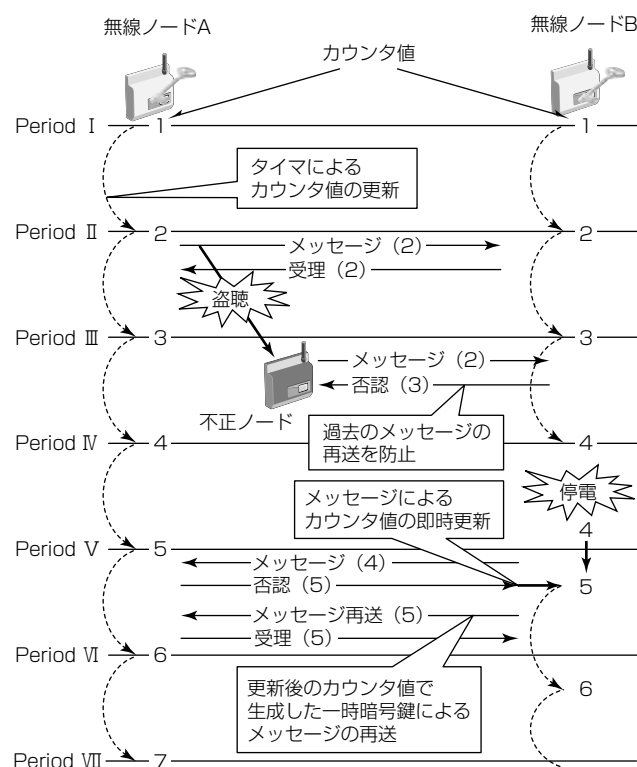 無線ノードA
無線ノードB
カウンタ値
Period Ⅰ
1
1
タイマによる
カウンタ値の更新
Period Ⅱ
2
2
メッセージ（2）
受理（2）
盗聴
Period Ⅲ
3
3
メッセージ（2）
否認（3）
不正ノード
過去のメッセージの
再送を防止
Period Ⅳ
4
4
停電
メッセージによる
カウンタ値の即時更新
4
Period Ⅴ
5
メッセージ（4）
否認（5）
5
メッセージ再送（5）
受理（5）
Period Ⅵ
6
更新後のカウンタ値で
生成した一時暗号鍵による
メッセージの再送
6
Period Ⅶ
7